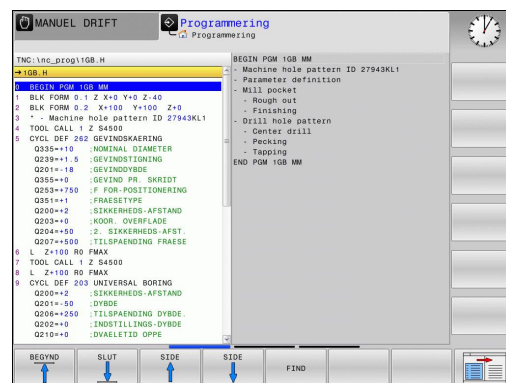 MANUEL DRIFT
Programmering
Programmering
TNC:\nc_prog\1GB.H
→1GB.H
0 BEGIN PGM 1GB MM
1 BLK FORM 0.1 Z X+0 Y+0 Z-40
2 BLK FORM 0.2 X+100 Y+100 Z+0
3 * - Machine hole pattern ID 27943KL1
4 TOOL CALL 1 Z S4500
5 CYCL DEF 262 GEVINDSKAERING
Q335=+10 ;NOMINAL DIAMETER
Q239=+1.5 ;GEVINDSTIGNING
Q201=-18 ;GEVINDDYBDE
Q355=+0 ;GEVIND PR. SKRIDT
Q253=+750 ;F FOR-POSITIONERING
Q351=+1 ;FRAESETYPE
Q200=+2 ;SIKKERHEDS-AFSTAND
Q203=+0 ;KOOR. OVERFLADE
Q204=+50 ;2. SIKKERHEDS-AFST.
Q207=+500 ;TILSPAENDING FRAESE
6 L Z+100 R0 FMAX
7 TOOL CALL 1 Z S4500
8 L Z+100 R0 FMAX
9 CYCL DEF 203 UNIVERSAL BORING
Q200=+2 ;SIKKERHEDS-AFSTAND
Q201=-50 ;DYBDE
Q206=+250 ;TILSPAENDING DYBDE.
Q202=+0 ;INDSTILLINGS-DYBDE
Q210=+0 ;DVAELETID OPPE
BEGIN PGM 1GB MM
- Machine hole pattern ID 27943KL1
- Parameter definition
- Mill pocket
- Rough out
- Finishing
- Drill hole pattern
- Center drill
- Pecking
- Tapping
END PGM 1GB MM
BEGYND
SLUT
SIDE
SIDE
FIND